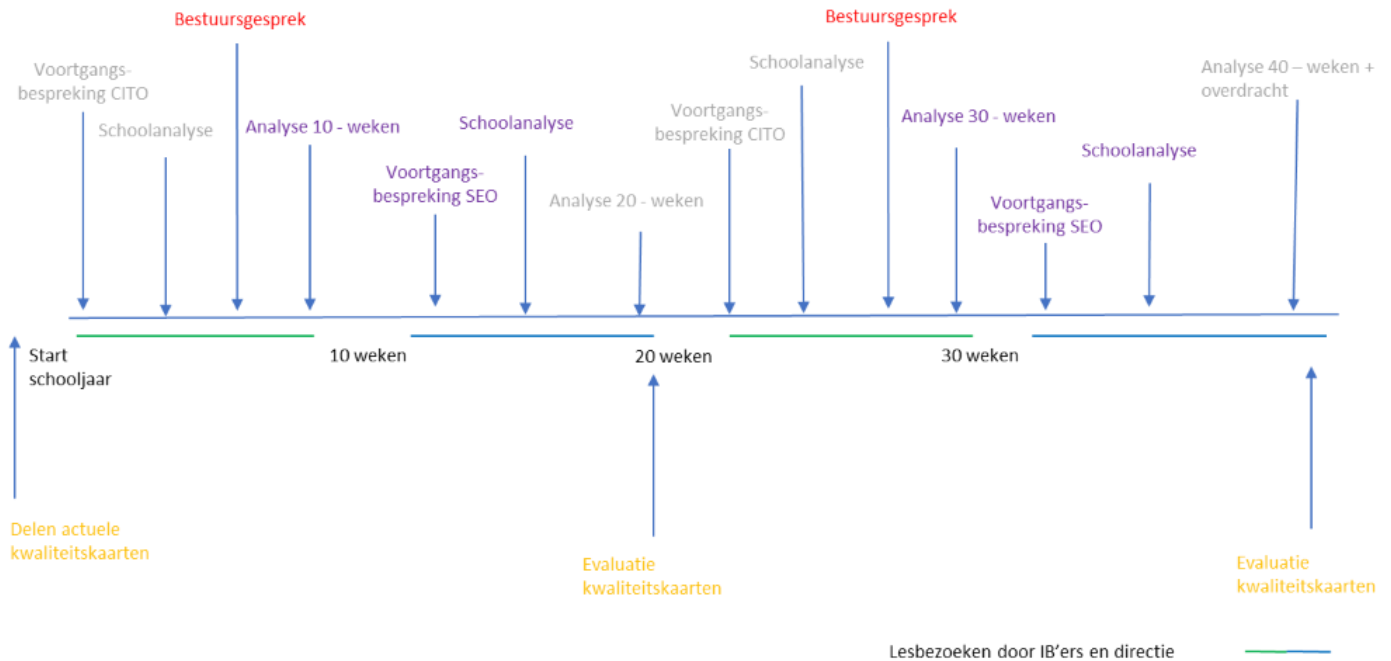 Bestuursgesprek
Bestuursgesprek
Voortgangs-
bespreking CITO
Schoolanalyse
Analyse 10 - weken
Voortgangs-
bespreking SEO
Schoolanalyse
Analyse 20 - weken
Voortgangs-
bespreking CITO
Schoolanalyse
Analyse 30 - weken
Voortgangs-
bespreking SEO
Schoolanalyse
Analyse 40 – weken +
overdracht
Start
schooljaar
10 weken
20 weken
30 weken
Delen actuele
kwaliteitskaarten
Evaluatie
kwaliteitskaarten
Evaluatie
kwaliteitskaarten
Lesbezoeken door IB'ers en directie